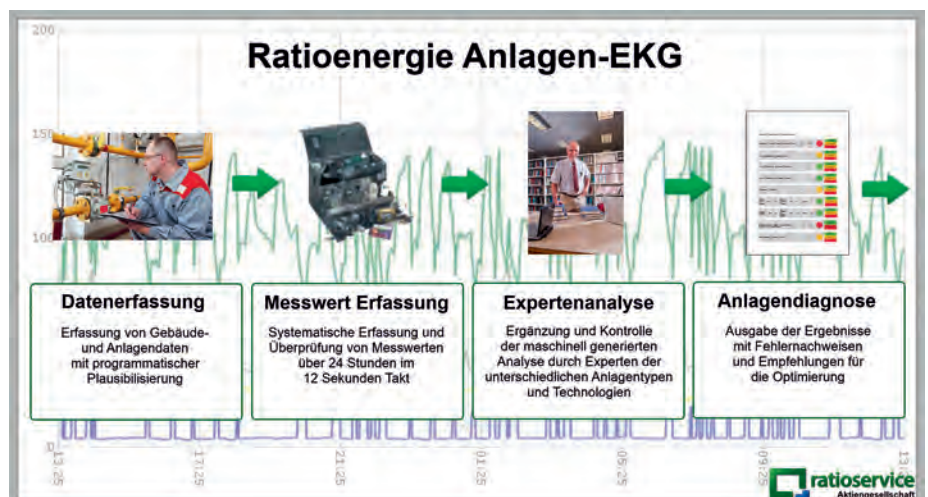 200
Ratioenergie Anlagen-EKG
150
100
Datenerfassung
Erfassung von Gebäude-
und Anlagendaten
mit programmatischer
Plausibilisierung
Messwert Erfassung
Systematische Erfassung und
Überprüfung von Messwerten
über 24 Stunden im
12 Sekunden Takt
Expertenanalyse
Ergänzung und Kontrolle
der maschinell generierten
Analyse durch Experten der
unterschiedlichen Anlagentypen
und Technologien
Anlagendiagnose
Ausgabe der Ergebnisse
mit Fehlernachweisen
und Empfehlungen für
die Optimierung
0
13:25
17:25
21:25
01:25
05:25
09:25
ratioservice
Aktiengesellschaft